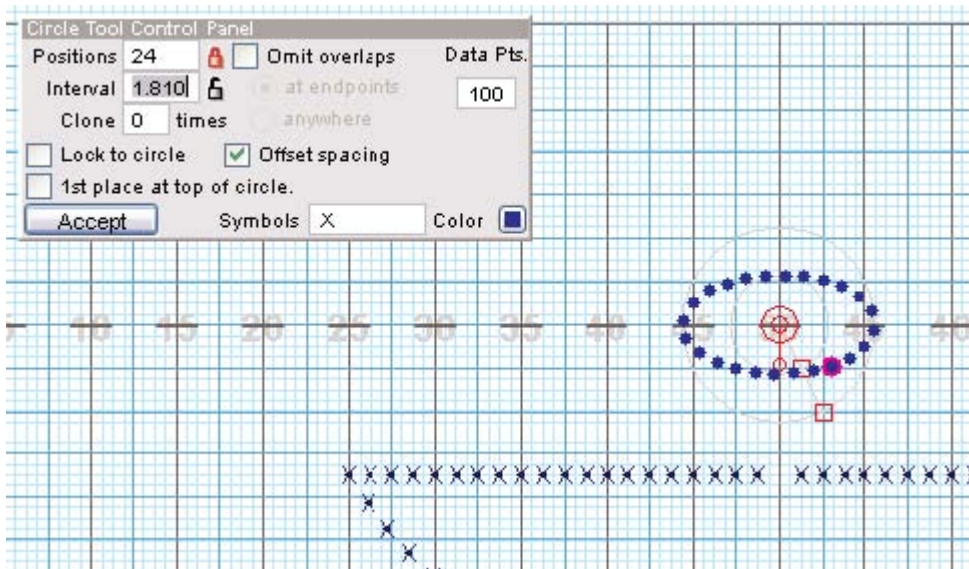 Circle Tool Control Panel
Positions 24 Omit overlaps Data Pts.
Interval 1.810 at endpoints 100
Clone 0 times anywhere
Lock to circle Offset spacing
1st place at top of circle.
Accept Symbols X Color
10 15 20 25 30 35 40 45 45 40